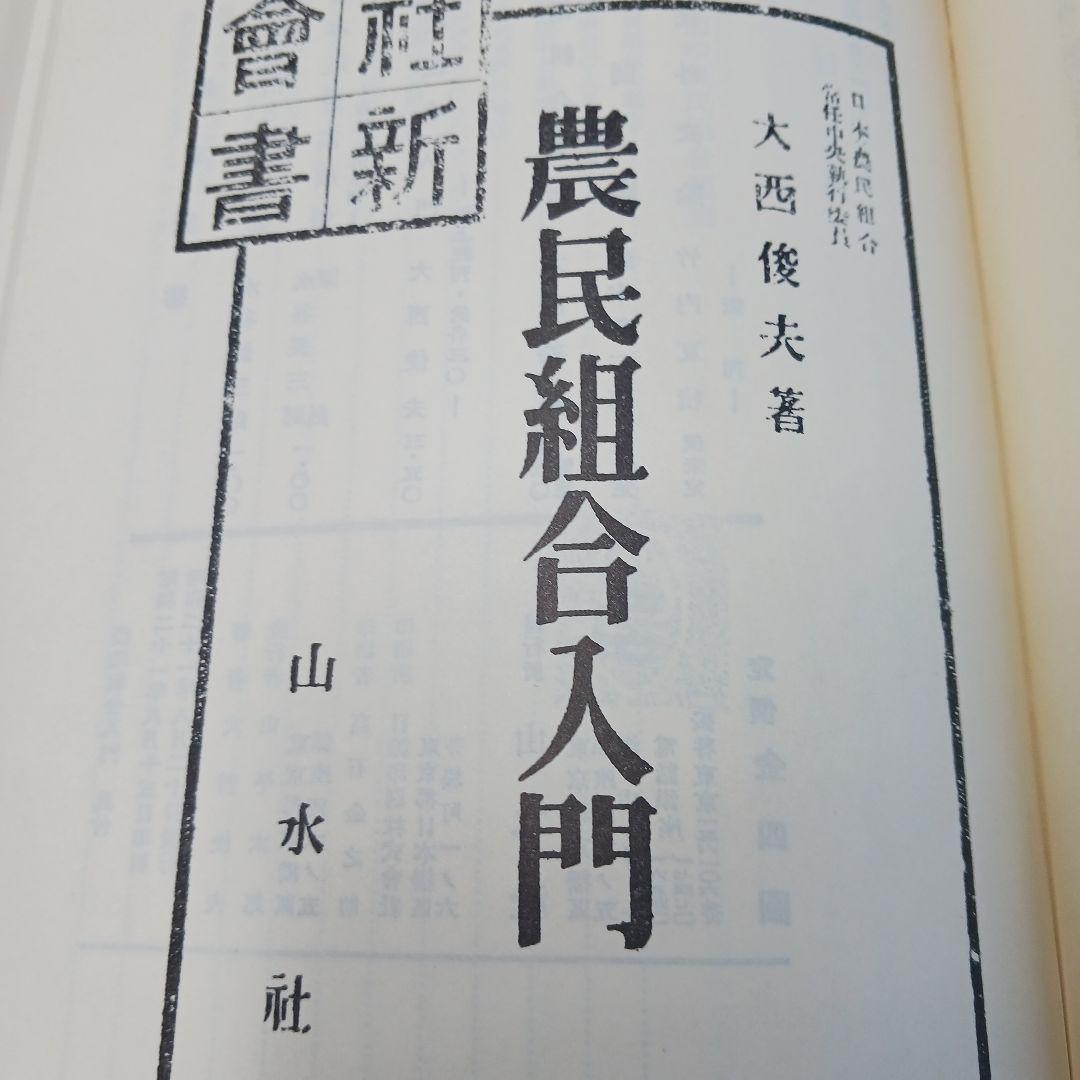 日本農民組合
常任中央執行委員
大西俊夫著
農民組合入門
社會
新書
山水社